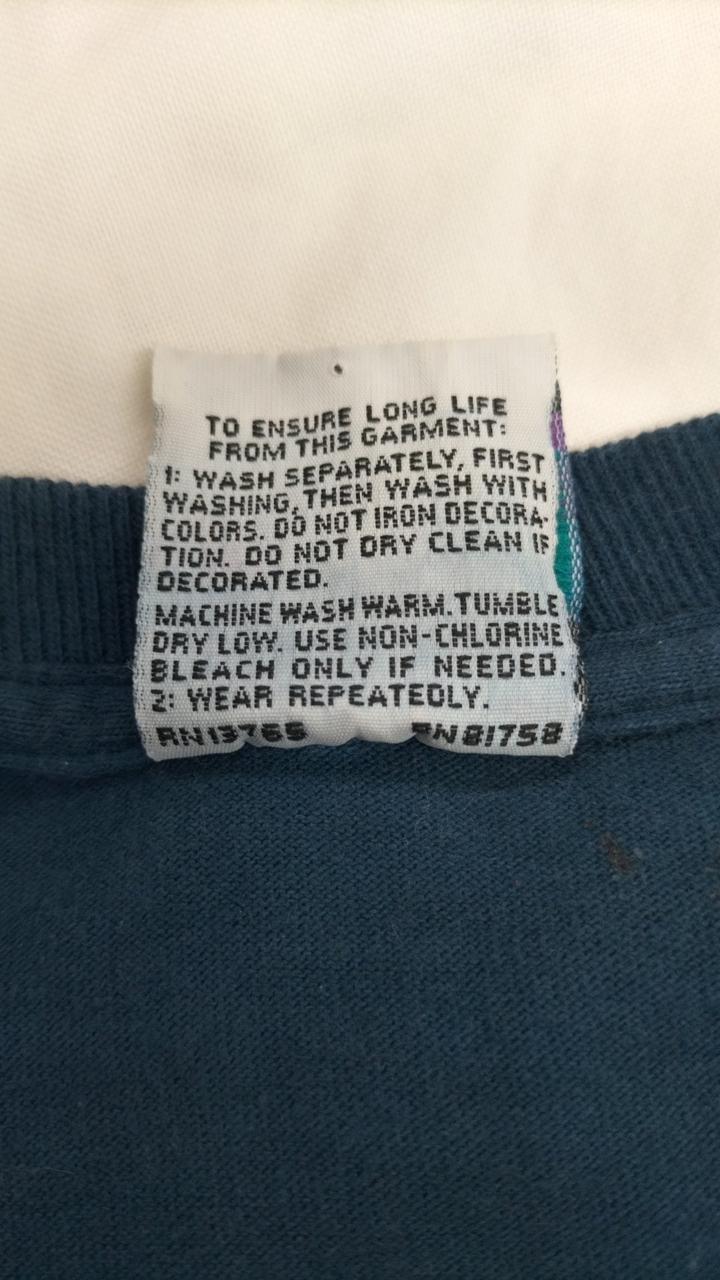 TO ENSURE LONG LIFE
FROM THIS GARMENT:
1: WASH SEPARATELY, FIRST
WASHING, THEN WASH WITH
COLORS. DO NOT IRON DECORA-
TION. DO NOT DRY CLEAN IF
DECORATED.
MACHINE WASH WARM. TUMBLE
DRY LOW. USE NON-CHLORINE
BLEACH ONLY IF NEEDED.
2: WEAR REPEATEDLY.
RN13765 RN81758